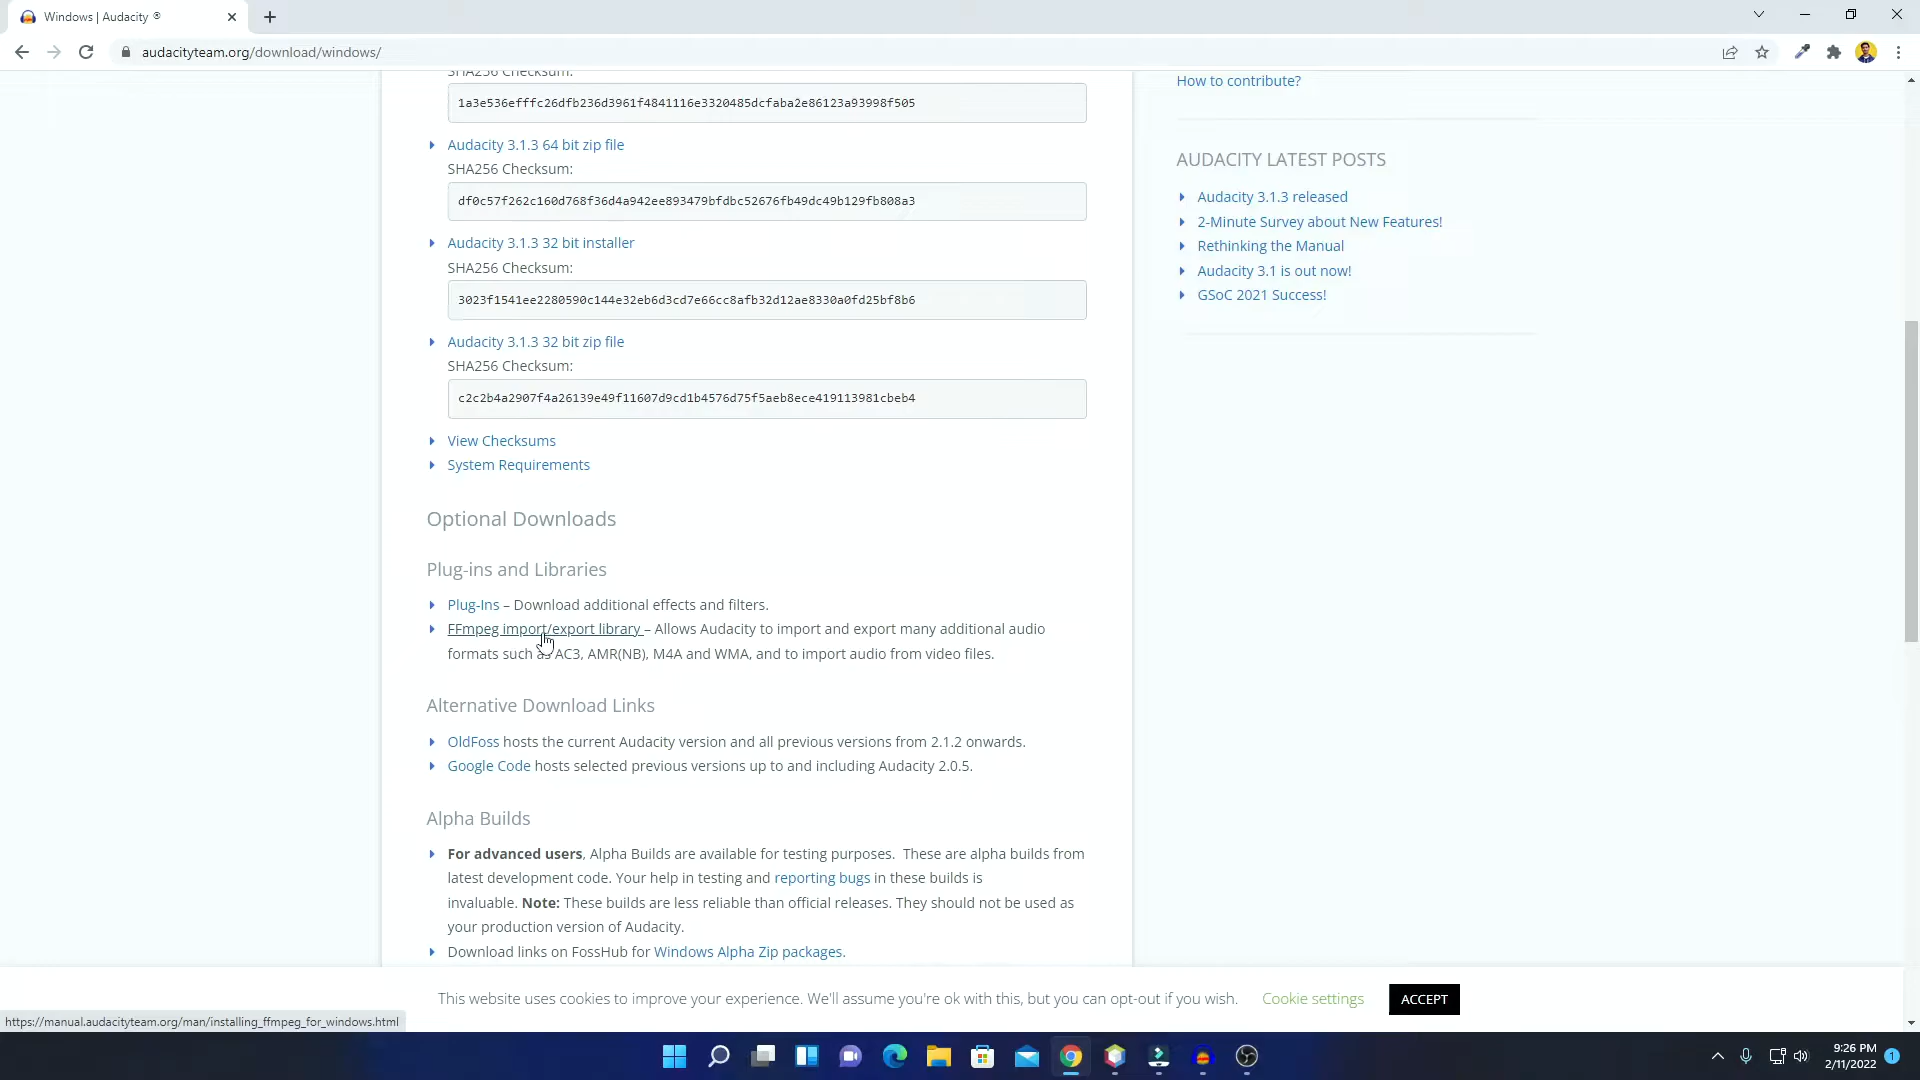 Windows | Audacity ®
audacityteam.org/download/windows/
SHA256 Checksum:
1a3e536efffc26dfb236d3961f4841116e3320485dcfaba2e86123a93998f505
Audacity 3.1.3 64 bit zip file
SHA256 Checksum:
df0c57f262c160d768f36d4a942ee893479bfdbc52676fb49dc49b129fb808a3
Audacity 3.1.3 32 bit installer
SHA256 Checksum:
3023f1541ee2280590c144e32eb6d3cd7e66cc8afb32d12ae8330a0fd25bf8b6
Audacity 3.1.3 32 bit zip file
SHA256 Checksum:
c2c2b4a2907f4a26139e49f11607d9cd1b4576d75f5aeb8ece419113981cbeb4
View Checksums
System Requirements
Optional Downloads
Plug-ins and Libraries
Plug-Ins – Download additional effects and filters.
FFmpeg import/export library – Allows Audacity to import and export many additional audio
formats such as AC3, AMR(NB), M4A and WMA, and to import audio from video files.
Alternative Download Links
OldFoss hosts the current Audacity version and all previous versions from 2.1.2 onwards.
Google Code hosts selected previous versions up to and including Audacity 2.0.5.
Alpha Builds
For advanced users, Alpha Builds are available for testing purposes. These are alpha builds from
latest development code. Your help in testing and reporting bugs in these builds is
invaluable. Note: These builds are less reliable than official releases. They should not be used as
your production version of Audacity.
Download links on FossHub for Windows Alpha Zip packages.
How to contribute?
AUDACITY LATEST POSTS
Audacity 3.1.3 released
2-Minute Survey about New Features!
Rethinking the Manual
Audacity 3.1 is out now!
GSoC 2021 Success!
This website uses cookies to improve your experience. We'll assume you're ok with this, but you can opt-out if you wish. Cookie settings ACCEPT
https://manual.audacityteam.org/man/installing_ffmpeg_for_windows.html
9:26 PM
2/11/2022
1